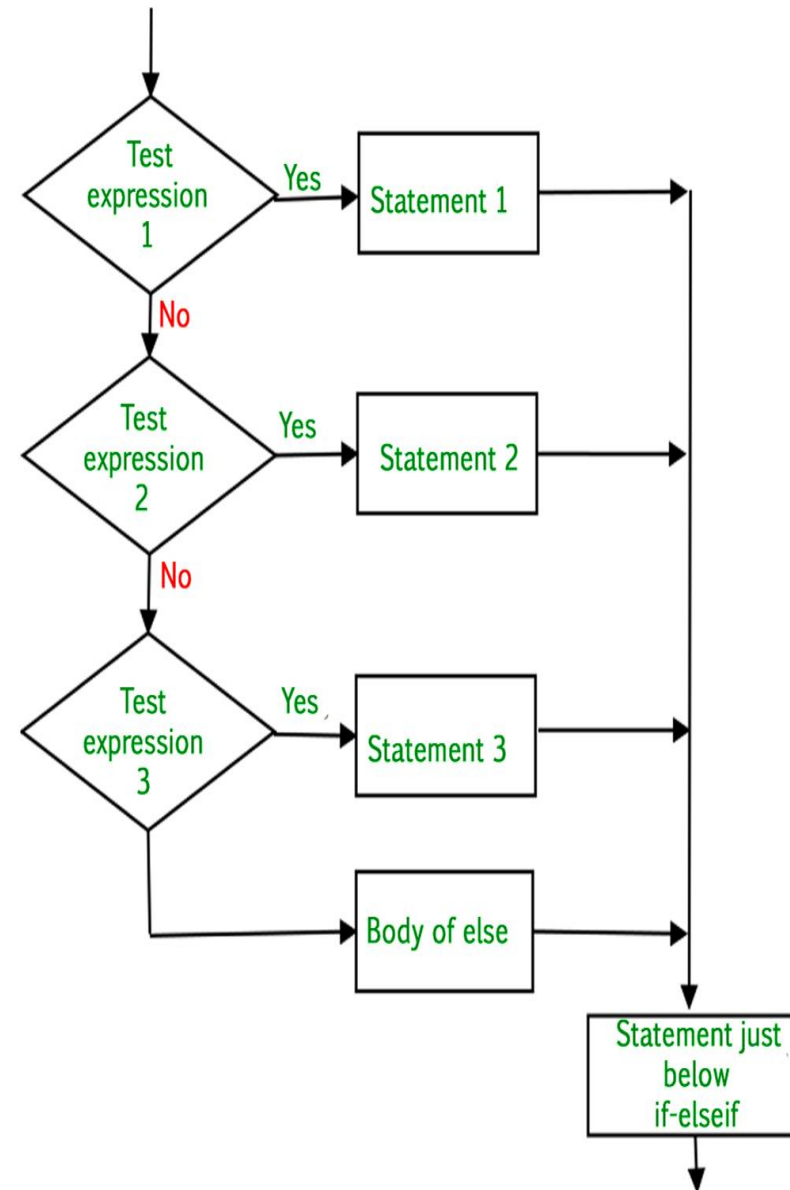 Test
expression
1
Yes
Statement 1
No
Test
expression
2
Yes
Statement 2
No
Test
expression
3
Yes
Statement 3
Body of else
Statement just
below
if-elseif